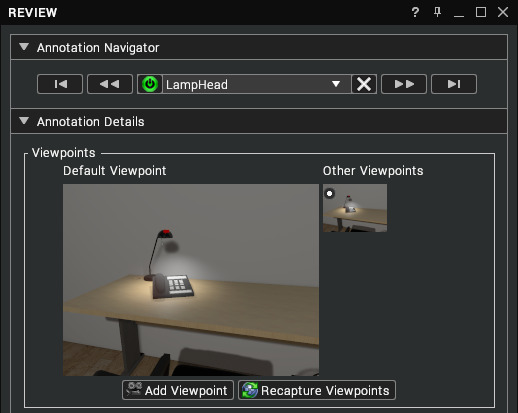 REVIEW
Annotation Navigator
LampHead
Annotation Details
Viewpoints
Default Viewpoint
Other Viewpoints
Add Viewpoint
Recapture Viewpoints